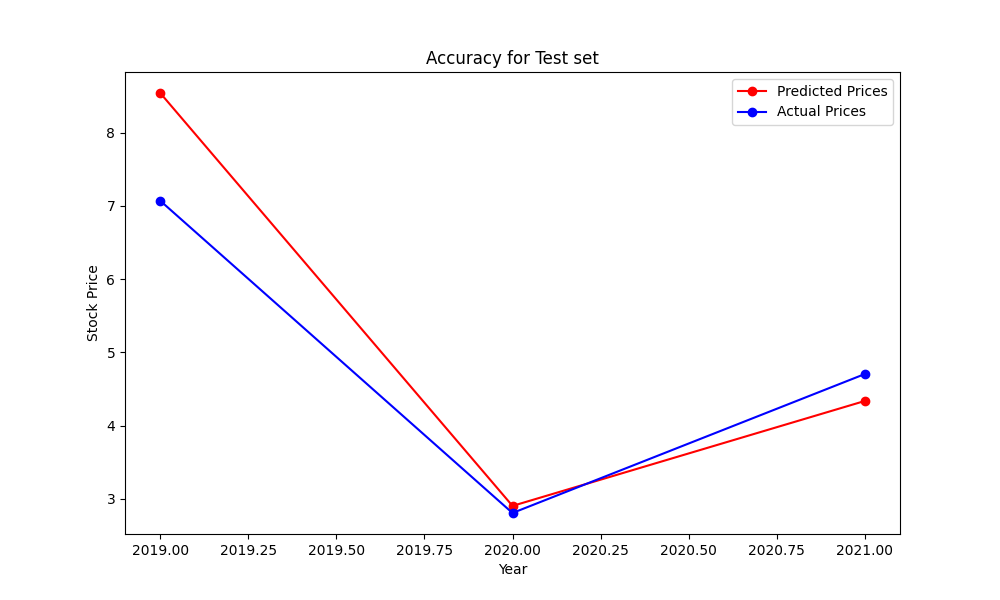 Accuracy for Test set
Predicted Prices
Actual Prices
8
7
6
5
4
3
Stock Price
2019.00 2019.25 2019.50 2019.75 2020.00 2020.25 2020.50 2020.75 2021.00
Year